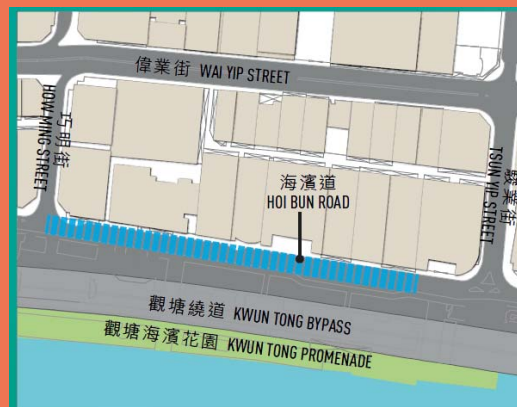 偉業街 WAI YIP STREET
巧明街
HOW MING STREET
海濱道
HOI BUN ROAD
駿業街
TSUN YIP STREET
觀塘繞道 KWUN TONG BYPASS
觀塘海濱花園 KWUN TONG PROMENADE